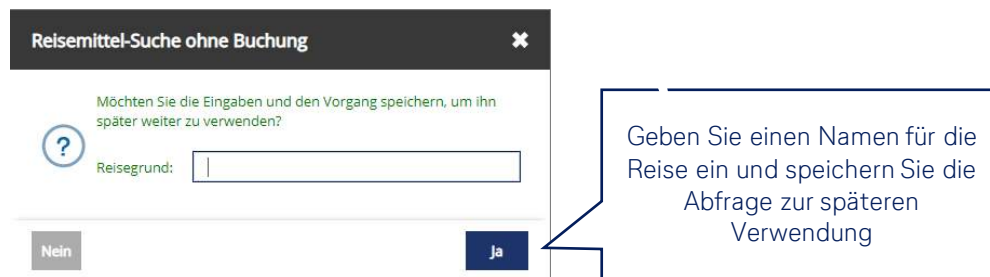 Reisemittel-Suche ohne Buchung
Möchten Sie die Eingaben und den Vorgang speichern, um ihn
später weiter zu verwenden?
?
Reisegrund:
Nein
Ja
Geben Sie einen Namen für die
Reise ein und speichern Sie die
Abfrage zur späteren
Verwendung